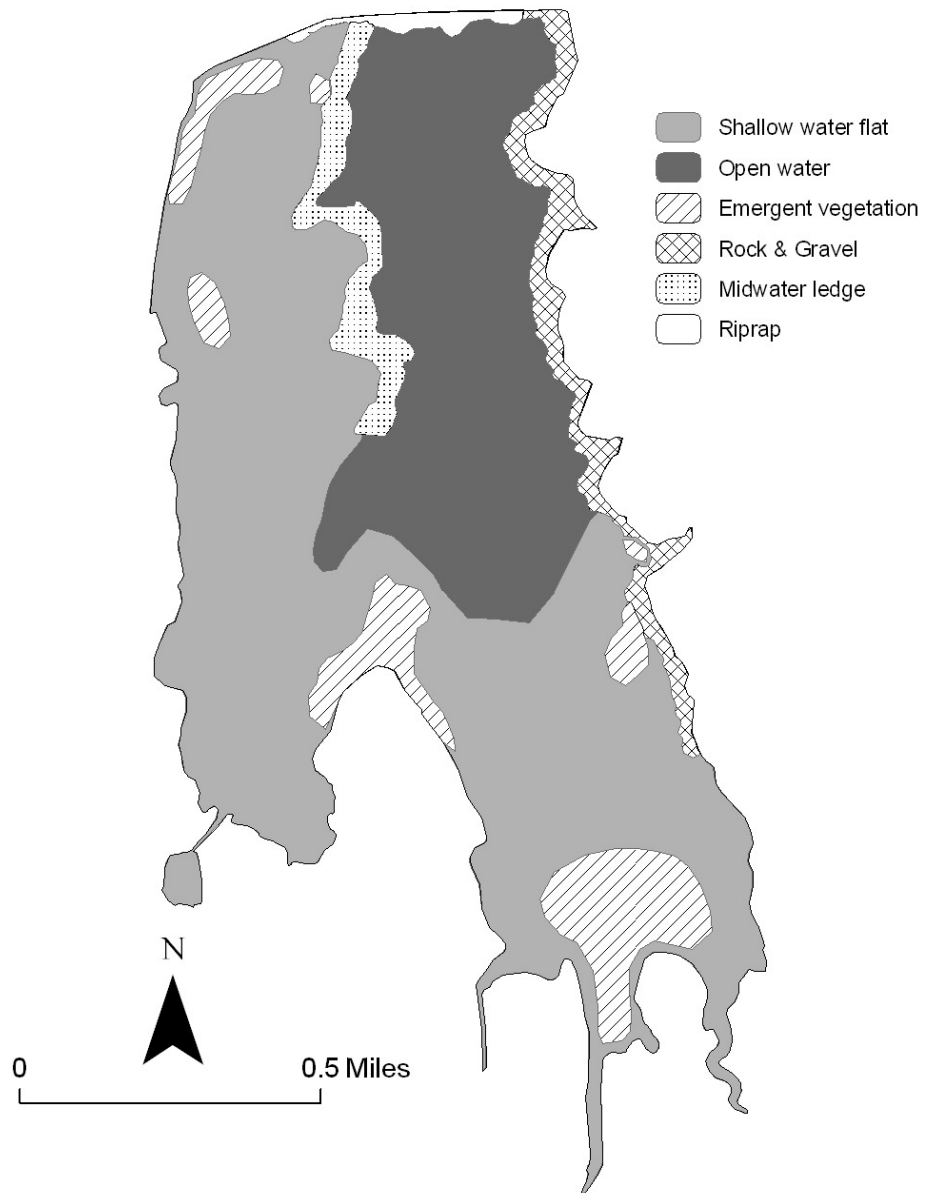 Shallow water flat
Open water
Emergent vegetation
Rock & Gravel
Midwater ledge
Riprap
N
0 0.5 Miles